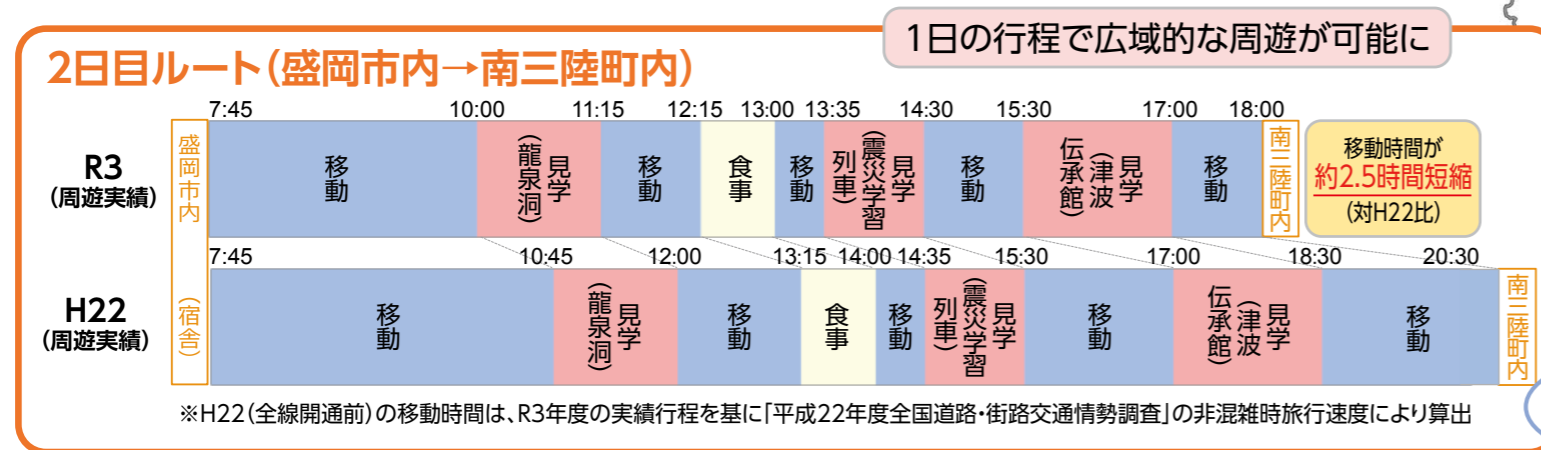 1日の行程で広域的な周遊が可能に
2日目ルート(盛岡市内→南三陸町内)
7:45 10:00 11:15 12:15 13:00 13:35 14:30 15:30 17:00 18:00
R3
(周遊実績)
盛岡市内
移動
見学
(龍泉洞)
移動
食事
移動
見学
(震災学習
列車)
移動
見学
(津波
伝承館)
移動
南三陸町内
移動時間が
約2.5時間短縮
(対H22比)
7:45 10:45 12:00 13:15 14:00 14:35 15:30 17:00 18:30 20:30
H22
(周遊実績)
(宿舎)
移動
見学
(龍泉洞)
移動
食事
移動
見学
(震災学習
列車)
移動
見学
(津波
伝承館)
移動
南三陸町内
※H22(全線開通前)の移動時間は、R3年度の実績行程を基に「平成22年度全国道路・街路交通情勢調査」の非混雑時旅行速度により算出